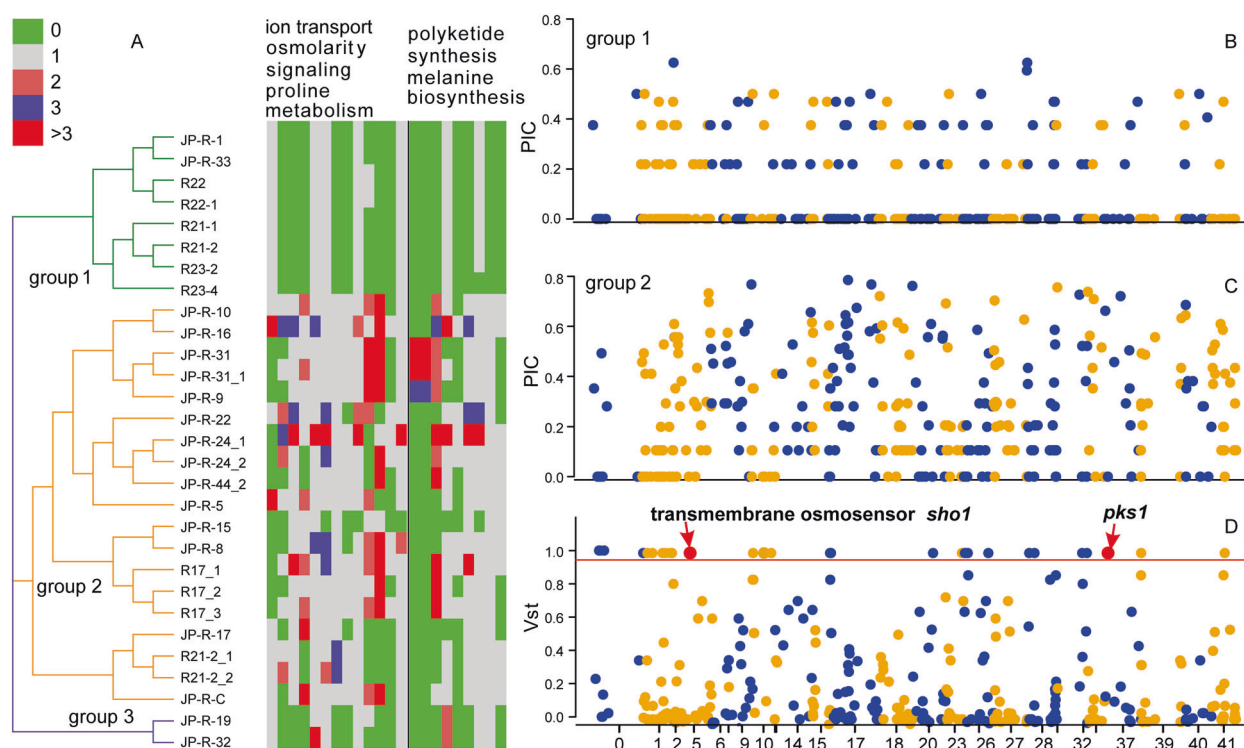 A
0
1
2
3
>3
ion transport
osmolarity
signaling
proline
metabolism
polyketide
synthesis
melanine
biosynthesis
JP-R-1
JP-R-33
R22
R22-1
R21-1
R21-2
R23-2
R23-4
JP-R-10
JP-R-16
JP-R-31
JP-R-31_1
JP-R-9
JP-R-22
JP-R-24_1
JP-R-24_2
JP-R-44_2
JP-R-5
JP-R-15
JP-R-8
R17_1
R17_2
R17_3
JP-R-17
R21-2_1
R21-2_2
JP-R-C
JP-R-19
JP-R-32
group 1
group 2
group 3
group 1
B
PIC
0.8
0.6
0.4
0.2
0.0
group 2
C
PIC
0.8
0.6
0.4
0.2
0.0
transmembrane osmosensor sho1
pks1
D
Vst
1.0
0.8
0.6
0.4
0.2
0.0
0 1 2 5 6 7 9 10 14 15 17 18 20 23 26 28 31 32 37 39 40 41